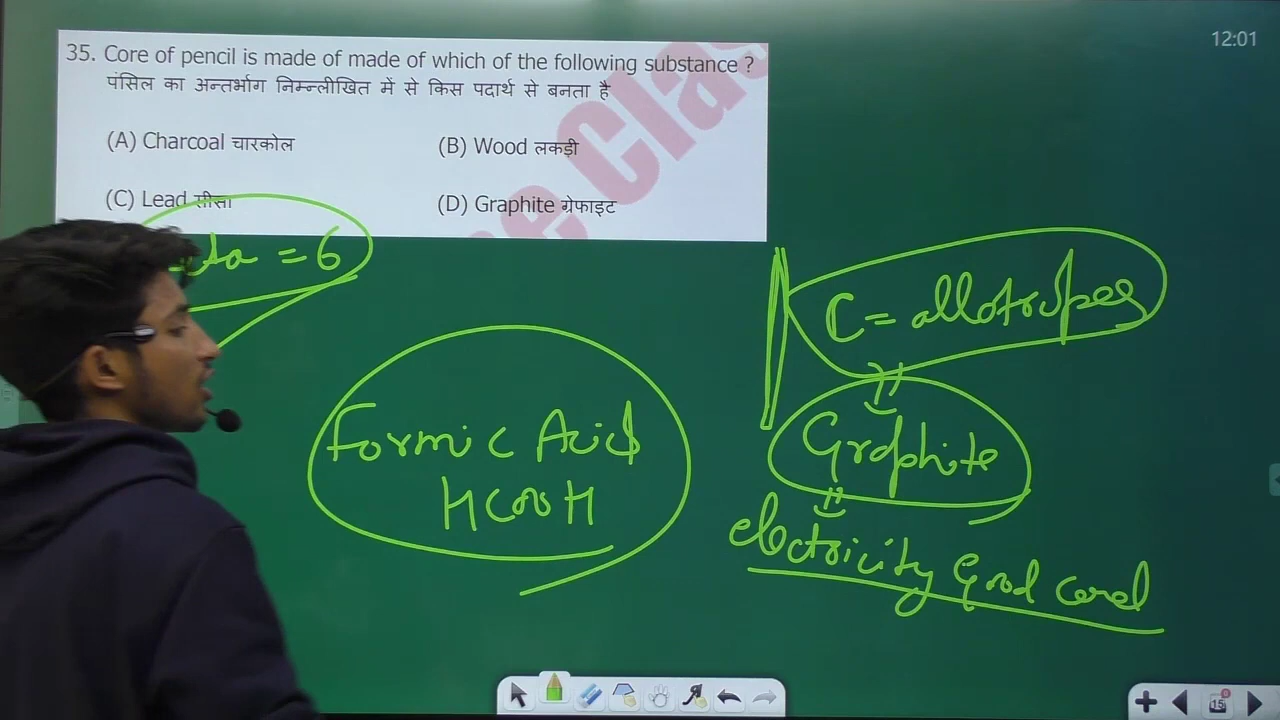 12:01
35. Core of pencil is made of made of which of the following substance ?
पंसिल का अन्तर्भाग निम्न्लीखित में से किस पदार्थ से बनता है
(A) Charcoal चारकोल
(B) Wood लकड़ी
(C) Lead सीसा
(D) Graphite ग्रेफाइट
= 6
C = allotropes
Graphite
electricity Good cond
Formic Acid
HCOOH
15